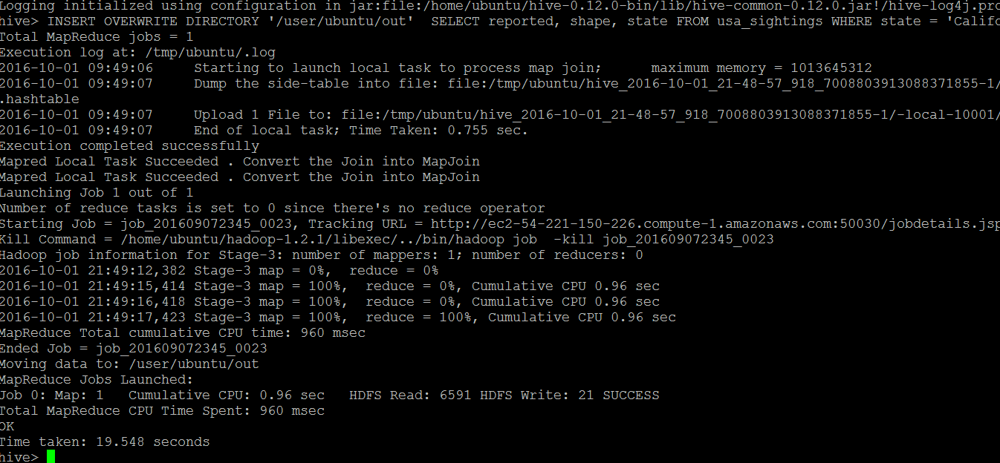 Logging initialized using configuration in jar:file:/home/ubuntu/hive-0.12.0-bin/lib/hive-common-0.12.0.jar!/hive-log4j.pro
hive> INSERT OVERWRITE DIRECTORY '/user/ubuntu/out'  SELECT reported, shape, state FROM usa_sightings WHERE state = 'Califo
Total MapReduce jobs = 1
Execution log at: /tmp/ubuntu/.log
2016-10-01 09:49:06     Starting to launch local task to process map join;      maximum memory = 1013645312
2016-10-01 09:49:07     Dump the side-table into file: file:/tmp/ubuntu/hive_2016-10-01_21-48-57_918_7008803913088371855-1/
.hashtable
2016-10-01 09:49:07     Upload 1 File to: file:/tmp/ubuntu/hive_2016-10-01_21-48-57_918_7008803913088371855-1/-local-10001/
2016-10-01 09:49:07     End of local task; Time Taken: 0.755 sec.
Execution completed successfully
Mapred Local Task Succeeded . Convert the Join into MapJoin
Mapred Local Task Succeeded . Convert the Join into MapJoin
Launching Job 1 out of 1
Number of reduce tasks is set to 0 since there's no reduce operator
Starting Job = job_201609072345_0023, Tracking URL = http://ec2-54-221-150-226.compute-1.amazonaws.com:50030/jobdetails.jsp
Kill Command = /home/ubuntu/hadoop-1.2.1/libexec/../bin/hadoop job  -kill job_201609072345_0023
Hadoop job information for Stage-3: number of mappers: 1; number of reducers: 0
2016-10-01 21:49:12,382 Stage-3 map = 0%,  reduce = 0%
2016-10-01 21:49:15,414 Stage-3 map = 100%,  reduce = 0%, Cumulative CPU 0.96 sec
2016-10-01 21:49:16,418 Stage-3 map = 100%,  reduce = 0%, Cumulative CPU 0.96 sec
2016-10-01 21:49:17,423 Stage-3 map = 100%,  reduce = 100%, Cumulative CPU 0.96 sec
MapReduce Total cumulative CPU time: 960 msec
Ended Job = job_201609072345_0023
Moving data to: /user/ubuntu/out
MapReduce Jobs Launched:
Job 0: Map: 1   Cumulative CPU: 0.96 sec   HDFS Read: 6591 HDFS Write: 21 SUCCESS
Total MapReduce CPU Time Spent: 960 msec
OK
Time taken: 19.548 seconds
hive>